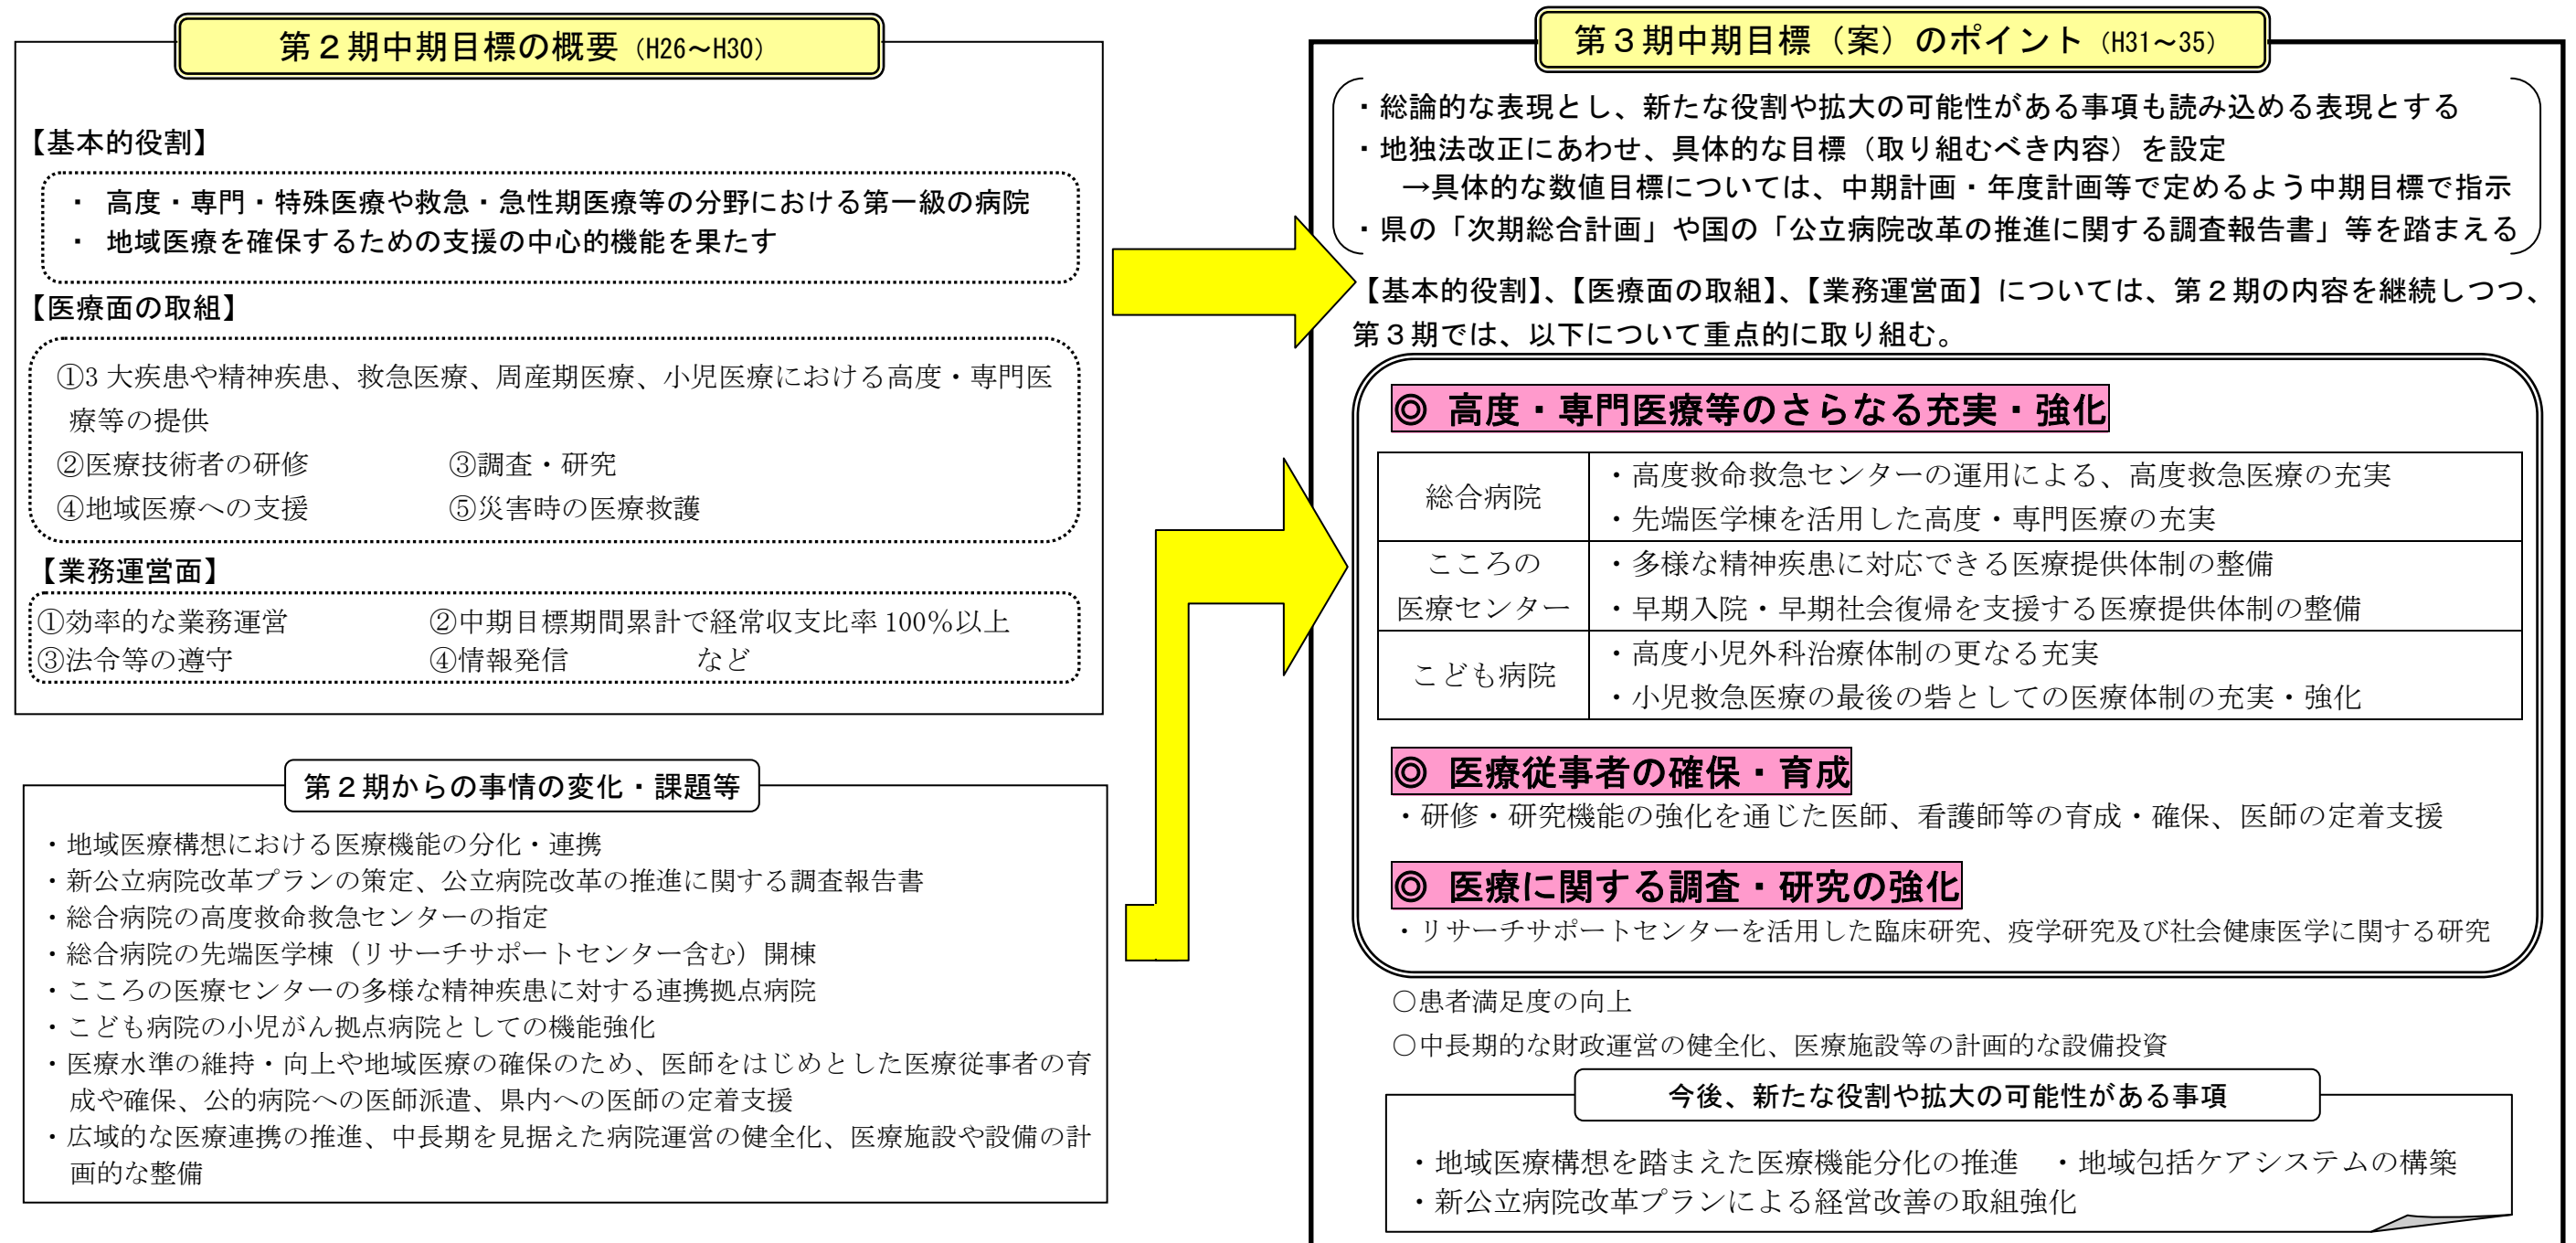 第２期中期目標の概要（H26～H30）
【基本的役割】
・ 高度・専門・特殊医療や救急・急性期医療等の分野における第一級の病院
・ 地域医療を確保するための支援の中心的機能を果たす
【医療面の取組】
①3大疾患や精神疾患、救急医療、周産期医療、小児医療における高度・専門医
療等の提供
②医療技術者の研修　③調査・研究
④地域医療への支援　⑤災害時の医療救護
【業務運営面】
①効率的な業務運営　②中期目標期間累計で経常収支比率100％以上
③法令等の遵守　④情報発信　など
第２期からの事情の変化・課題等
・地域医療構想における医療機能の分化・連携
・新公立病院改革プランの策定、公立病院改革の推進に関する調査報告書
・総合病院の高度救命救急センターの指定
・総合病院の先端医学棟（リサーチサポートセンター含む）開棟
・こころの医療センターの多様な精神疾患に対する連携拠点病院
・こども病院の小児がん拠点病院としての機能強化
・医療水準の維持・向上や地域医療の確保のため、医師をはじめとした医療従事者の育
成や確保、公的病院への医師派遣、県内への医師の定着支援
・広域的な医療連携の推進、中長期を見据えた病院運営の健全化、医療施設や設備の計
画的な整備
第３期中期目標（案）のポイント（H31～35）
・総論的な表現とし、新たな役割や拡大の可能性がある事項も読み込める表現とする
・地独法改正にあわせ、具体的な目標（取り組むべき内容）を設定
→具体的な数値目標については、中期計画・年度計画等で定めるよう中期目標で指示
・県の「次期総合計画」や国の「公立病院改革の推進に関する調査報告書」等を踏まえる
【基本的役割】、【医療面の取組】、【業務運営面】については、第２期の内容を継続しつつ、
第３期では、以下について重点的に取り組む。
◎ 高度・専門医療等のさらなる充実・強化
総合病院
・高度救命救急センターの運用による、高度救急医療の充実
・先端医学棟を活用した高度・専門医療の充実
こころの
医療センター
・多様な精神疾患に対応できる医療提供体制の整備
・早期入院・早期社会復帰を支援する医療提供体制の整備
こども病院
・高度小児外科治療体制の更なる充実
・小児救急医療の最後の砦としての医療体制の充実・強化
◎ 医療従事者の確保・育成
・研修・研究機能の強化を通じた医師、看護師等の育成・確保、医師の定着支援
◎ 医療に関する調査・研究の強化
・リサーチサポートセンターを活用した臨床研究、疫学研究及び社会健康医学に関する研究
○患者満足度の向上
○中長期的な財政運営の健全化、医療施設等の計画的な設備投資
今後、新たな役割や拡大の可能性がある事項
・地域医療構想を踏まえた医療機能分化の推進　・地域包括ケアシステムの構築
・新公立病院改革プランによる経営改善の取組強化